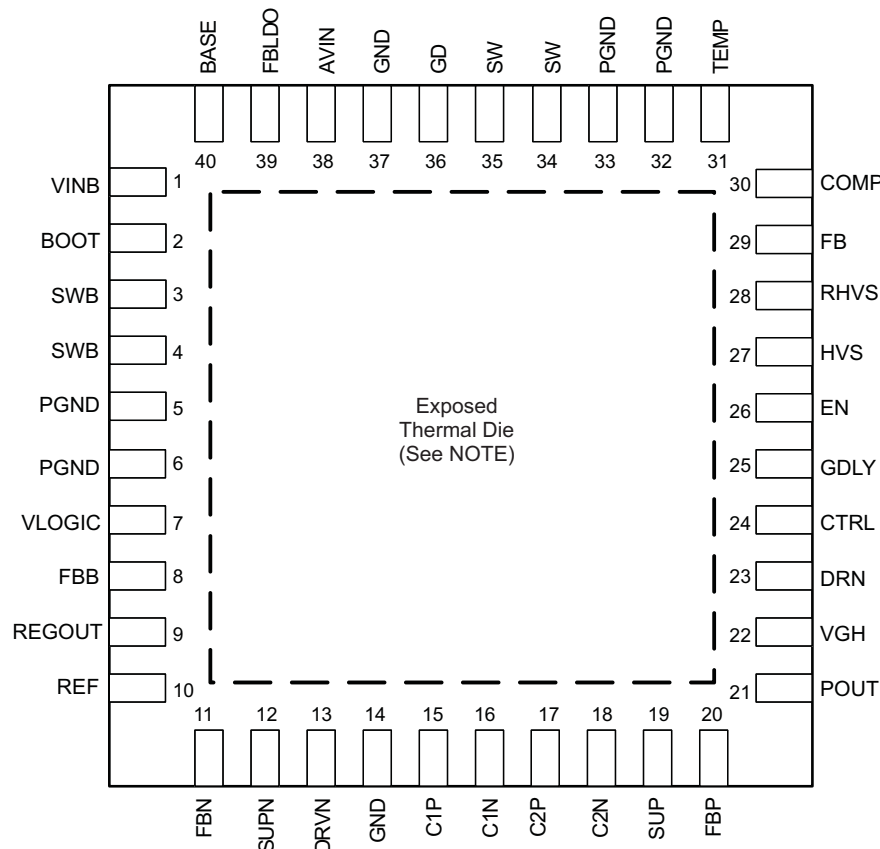 BASE
FBLDO
AVIN
GND
GD
SW
SW
PGND
PGND
TEMP
40
39
38
37
36
35
34
33
32
31
VINB 1
BOOT 2
SWB 3
SWB 4
PGND 5
PGND 6
VLOGIC 7
FBB 8
REGOUT 9
REF 10
30 COMP
29 FB
28 RHVS
27 HVS
26 EN
25 GDLY
24 CTRL
23 DRN
22 VGH
21 POUT
Exposed
Thermal Die
(See NOTE)
11
12
13
14
15
16
17
18
19
20
FBN
SUPN
DRVN
GND
C1P
C1N
C2P
C2N
SUP
FBP